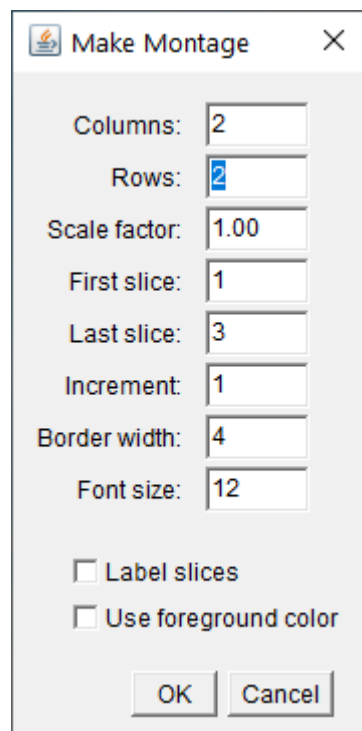 Make Montage
Columns: 2
Rows: 2
Scale factor: 1.00
First slice: 1
Last slice: 3
Increment: 1
Border width: 4
Font size: 12
Label slices
Use foreground color
OK Cancel